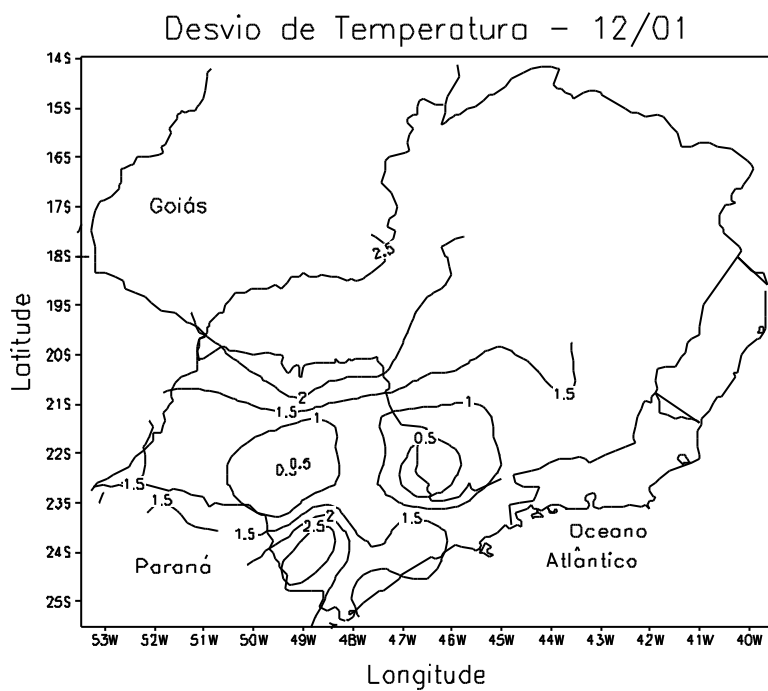 Desvio de Temperatura - 12/01
14S
15S
16S
17S
18S
19S
20S
21S
22S
23S
24S
25S
Latitude
Goiás
2.5
2
1.5
1.5
1
1
0.5
0.5
1.5
1.5
1.5
2
2.5
1.5
Paraná
Oceano
Atlântico
53W 52W 51W 50W 49W 48W 47W 46W 45W 44W 43W 42W 41W 40W
Longitude